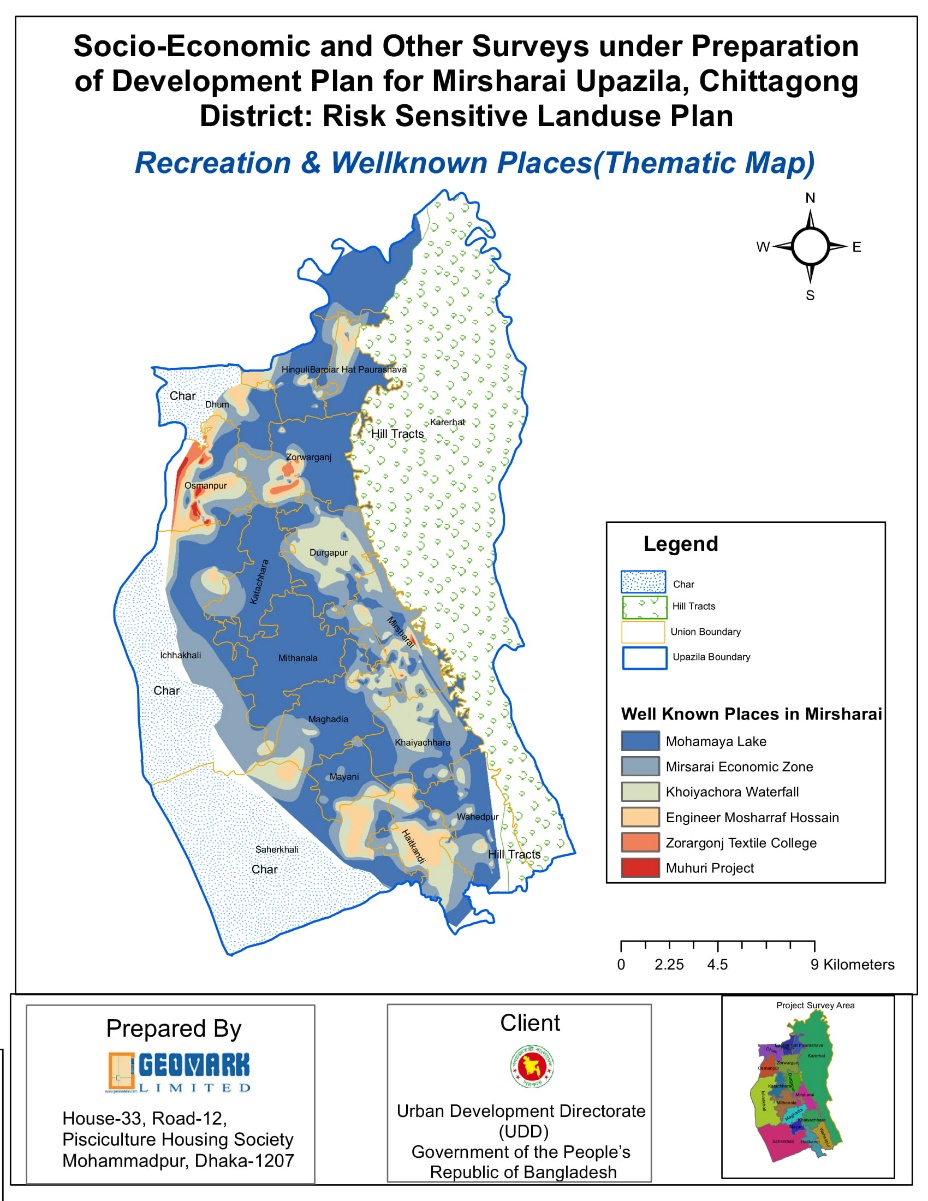 Socio-Economic and Other Surveys under Preparation
of Development Plan for Mirsharai Upazila, Chittagong
District: Risk Sensitive Landuse Plan
Recreation & Wellknown Places(Thematic Map)
N
W
E
S
Hinguli
Baroiar Hat Paurashava
Char
Dhum
Karerhat
Hill Tracts
Zorwarganj
Osmanpur
Durgapur
Katachhara
Mirsharai
Ichhakhali
Mithanala
Char
Maghadia
Khaiyachhara
Mayani
Wahedpur
Haitkandi
Saherkhali
Hill Tracts
Char
Legend
Char
Hill Tracts
Union Boundary
Upazila Boundary
Well Known Places in Mirsharai
Mohamaya Lake
Mirsarai Economic Zone
Khoiyachora Waterfall
Engineer Mosharraf Hossain
Zorargonj Textile College
Muhuri Project
0 2.25 4.5 9 Kilometers
Prepared By
GEOMARK
LIMITED
House-33, Road-12,
Pisciculture Housing Society
Mohammadpur, Dhaka-1207
Client
Urban Development Directorate
(UDD)
Government of the People's
Republic of Bangladesh
Project Survey Area
Karerhat